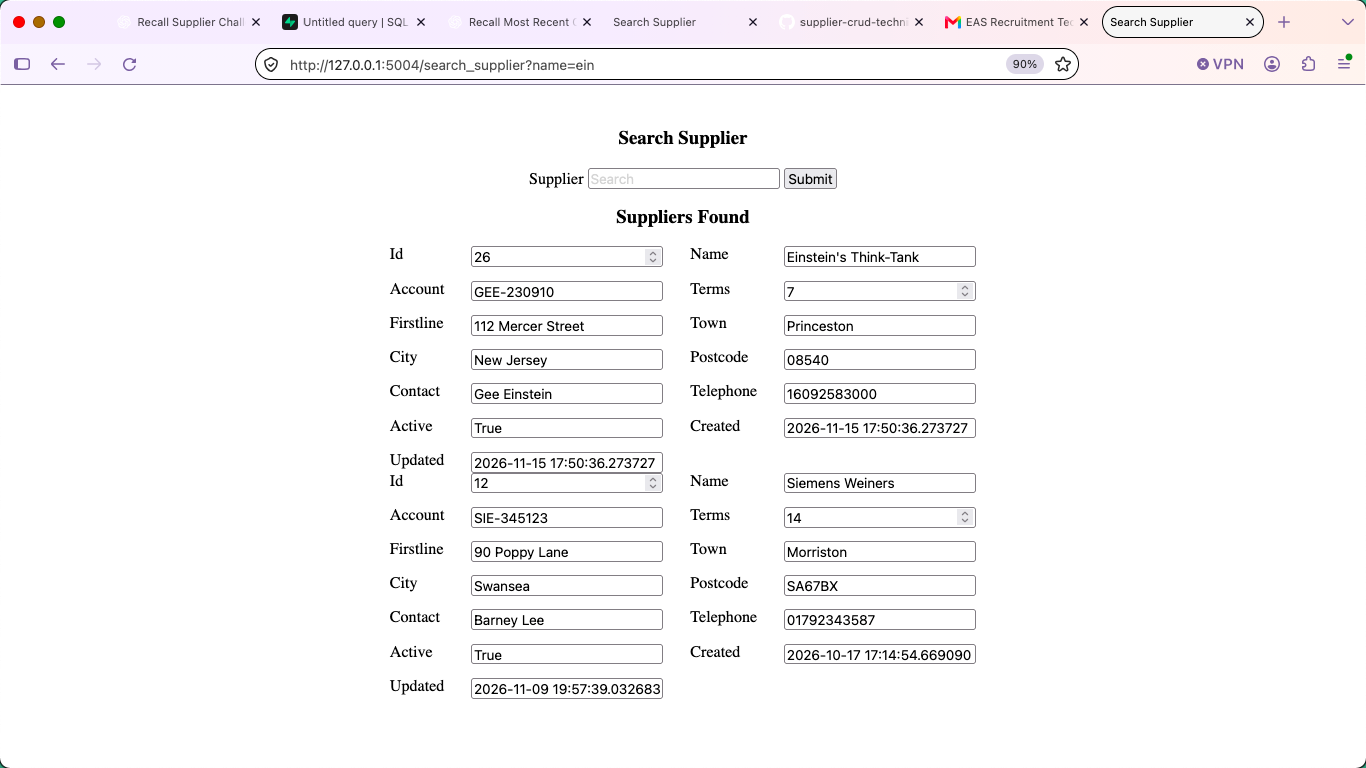 Recall Supplier Chall
Untitled query | SQL
Recall Most Recent
Search Supplier
supplier-crud-techni
EAS Recruitment Tec
Search Supplier
http://127.0.0.1:5004/search_supplier?name=ein
90%
VPN
Search Supplier
Supplier Search Submit
Suppliers Found
Id 26 Name Einstein's Think-Tank
Account GEE-230910 Terms 7
Firstline 112 Mercer Street Town Princeston
City New Jersey Postcode 08540
Contact Gee Einstein Telephone 16092583000
Active True Created 2026-11-15 17:50:36.273727
Updated 2026-11-15 17:50:36.273727
Id 12 Name Siemens Weiners
Account SIE-345123 Terms 14
Firstline 90 Poppy Lane Town Morriston
City Swansea Postcode SA67BX
Contact Barney Lee Telephone 01792343587
Active True Created 2026-10-17 17:14:54.669090
Updated 2026-11-09 19:57:39.032683